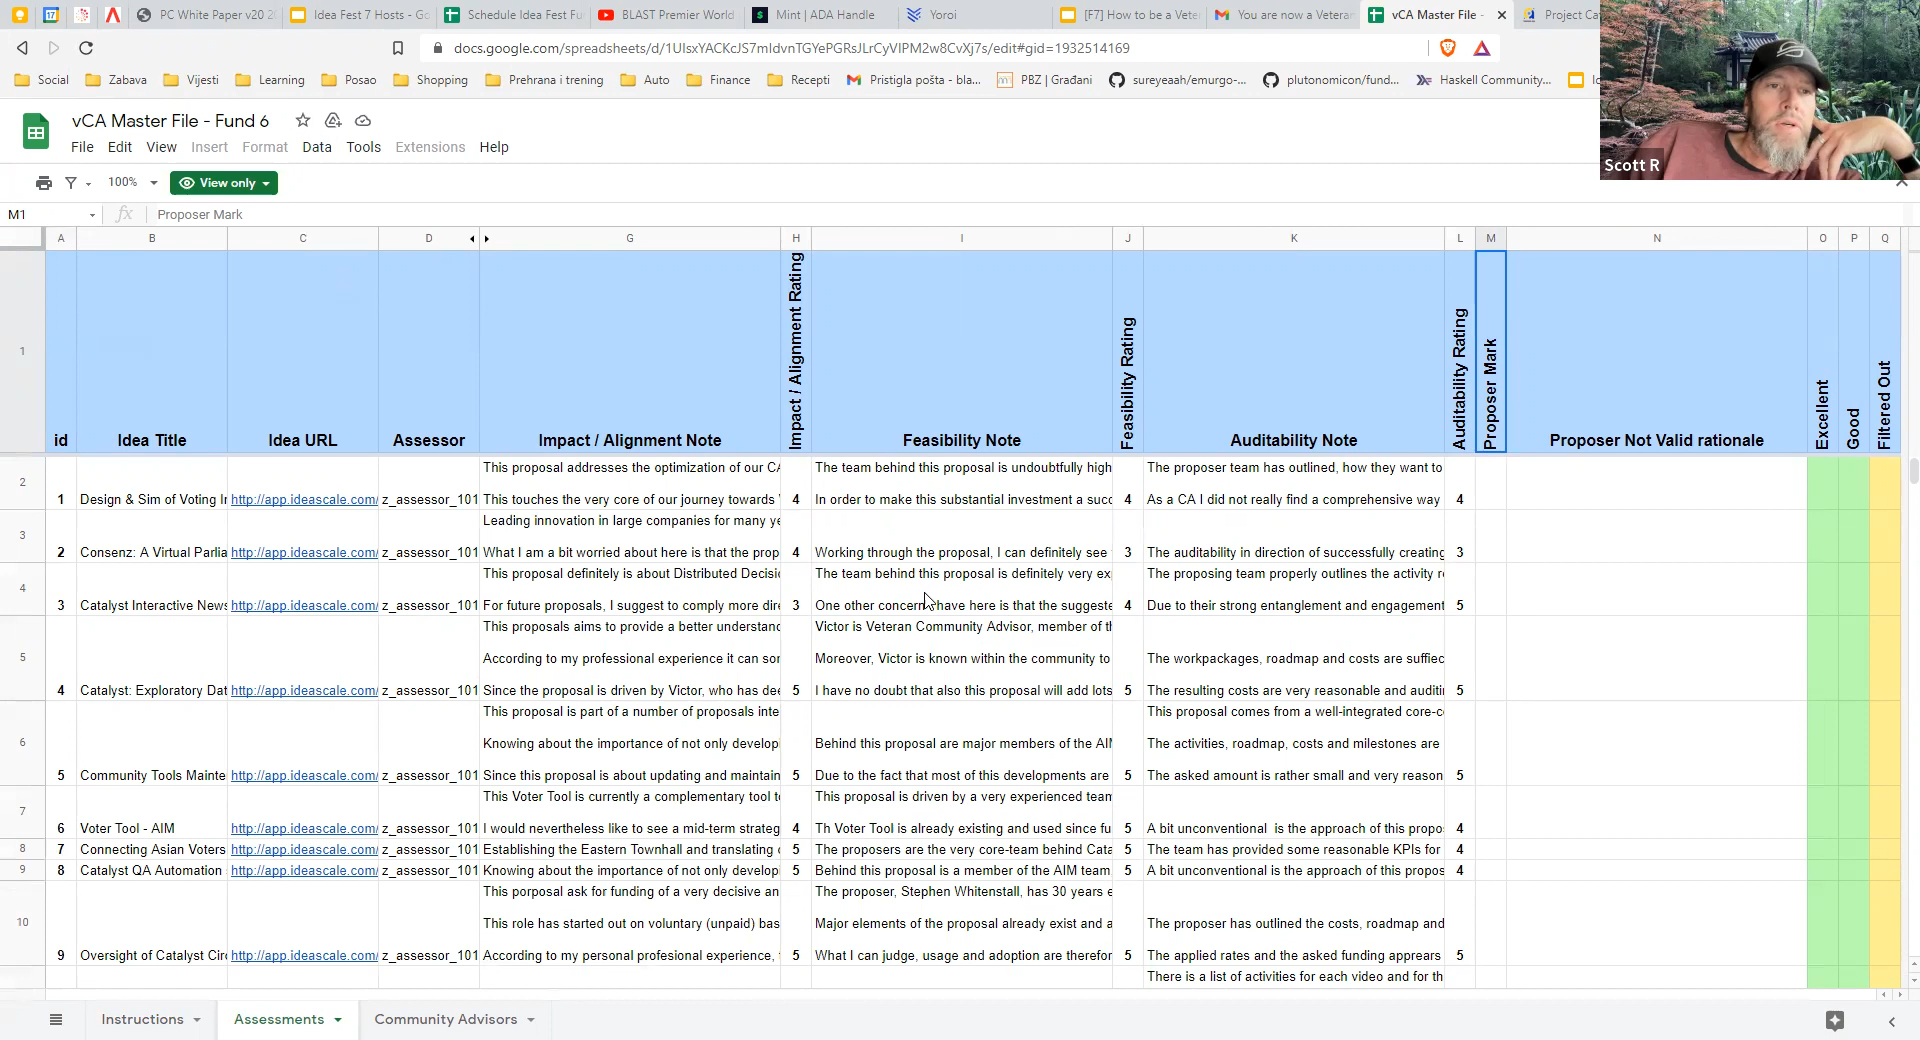 PC White Paper v20 20
Idea Fest 7 Hosts - Go
Schedule Idea Fest Fu
BLAST Premier World
$ Mint | ADA Handle
Yoroi
[F7] How to be a Vete
You are now a Veteran
vCA Master File -
Project Ca
docs.google.com/spreadsheets/d/1UIsxYACKcJS7mIdvnTGYePGRsJLrCyVIPM2w8CvXj7s/edit#gid=1932514169
Social
Zabava
Vijesti
Learning
Posao
Shopping
Prehrana i trening
Auto
Finance
Recepti
Pristigla pošta - bla...
PBZ | Građani
sureyeaah/emurgo-...
plutonomicon/fund...
Haskell Community...
Scott R
vCA Master File - Fund 6
File Edit View Insert Format Data Tools Extensions Help
100% View only
M1 fx Proposer Mark
A B C D G H I J K L M N O P Q
1 id Idea Title Idea URL Assessor Impact / Alignment Note Impact / Alignment Rating Feasibility Note Feasibility Rating Auditability Note Auditability Rating Proposer Mark Proposer Not Valid rationale Excellent Good Filtered Out
This proposal addresses the optimization of our CA The team behind this proposal is undoubtfully high The proposer team has outlined, how they want to
2
1 Design & Sim of Voting In http://app.ideascale.com/ z_assessor_101 This touches the very core of our journey towards 4 In order to make this substantial investment a succ 4 As a CA I did not really find a comprehensive way 4
Leading innovation in large companies for many ye
3
2 Consenz: A Virtual Parlia http://app.ideascale.com/ z_assessor_101 What I am a bit worried about here is that the prop 4 Working through the proposal, I can definitely see 3 The auditability in direction of successfully creating 3
This proposal definitely is about Distributed Decisi The team behind this proposal is definitely very ex The proposing team properly outlines the activity r
4
3 Catalyst Interactive News http://app.ideascale.com/ z_assessor_101 For future proposals, I suggest to comply more dire 3 One other concern have here is that the suggeste 4 Due to their strong entanglement and engagement 5
This proposals aims to provide a better understand Victor is Veteran Community Advisor, member of th
5 According to my professional experience it can sor Moreover, Victor is known within the community to The workpackages, roadmap and costs are suffiec
4 Catalyst: Exploratory Dat http://app.ideascale.com/ z_assessor_101 Since the proposal is driven by Victor, who has dee 5 I have no doubt that also this proposal will add lots 5 The resulting costs are very reasonable and auditi 5
This proposal is part of a number of proposals inte This proposal comes from a well-integrated core-c
6 Knowing about the importance of not only develop Behind this proposal are major members of the AIM The activities, roadmap, costs and milestones are
5 Community Tools Mainte http://app.ideascale.com/ z_assessor_101 Since this proposal is about updating and maintain 5 Due to the fact that most of this developments are 5 The asked amount is rather small and very reason 5
This Voter Tool is currently a complementary tool to This proposal is driven by a very experienced team
7
6 Voter Tool - AIM http://app.ideascale.com/ z_assessor_101 I would nevertheless like to see a mid-term strateg 4 Th Voter Tool is already existing and used since fu 5 A bit unconventional is the approach of this propo 4
8 7 Connecting Asian Voters http://app.ideascale.com/ z_assessor_101 Establishing the Eastern Townhall and translating 5 The proposers are the very core-team behind Cata 5 The team has provided some reasonable KPIs for 4
9 8 Catalyst QA Automation http://app.ideascale.com/ z_assessor_101 Knowing about the importance of not only develop 5 Behind this proposal is a member of the AIM team 5 A bit unconventional is the approach of this propos 4
This porposal ask for funding of a very decisive an The proposer, Stephen Whitenstall, has 30 years e
10 This role has started out on voluntary (unpaid) bas Major elements of the proposal already exist and a The proposer has outlined the costs, roadmap and
9 Oversight of Catalyst Circ http://app.ideascale.com/ z_assessor_101 According to my personal profesional experience, 5 What I can judge, usage and adoption are therefor 5 The applied rates and the asked funding apprears 5
There is a list of activities for each video and for th
Instructions Assessments Community Advisors